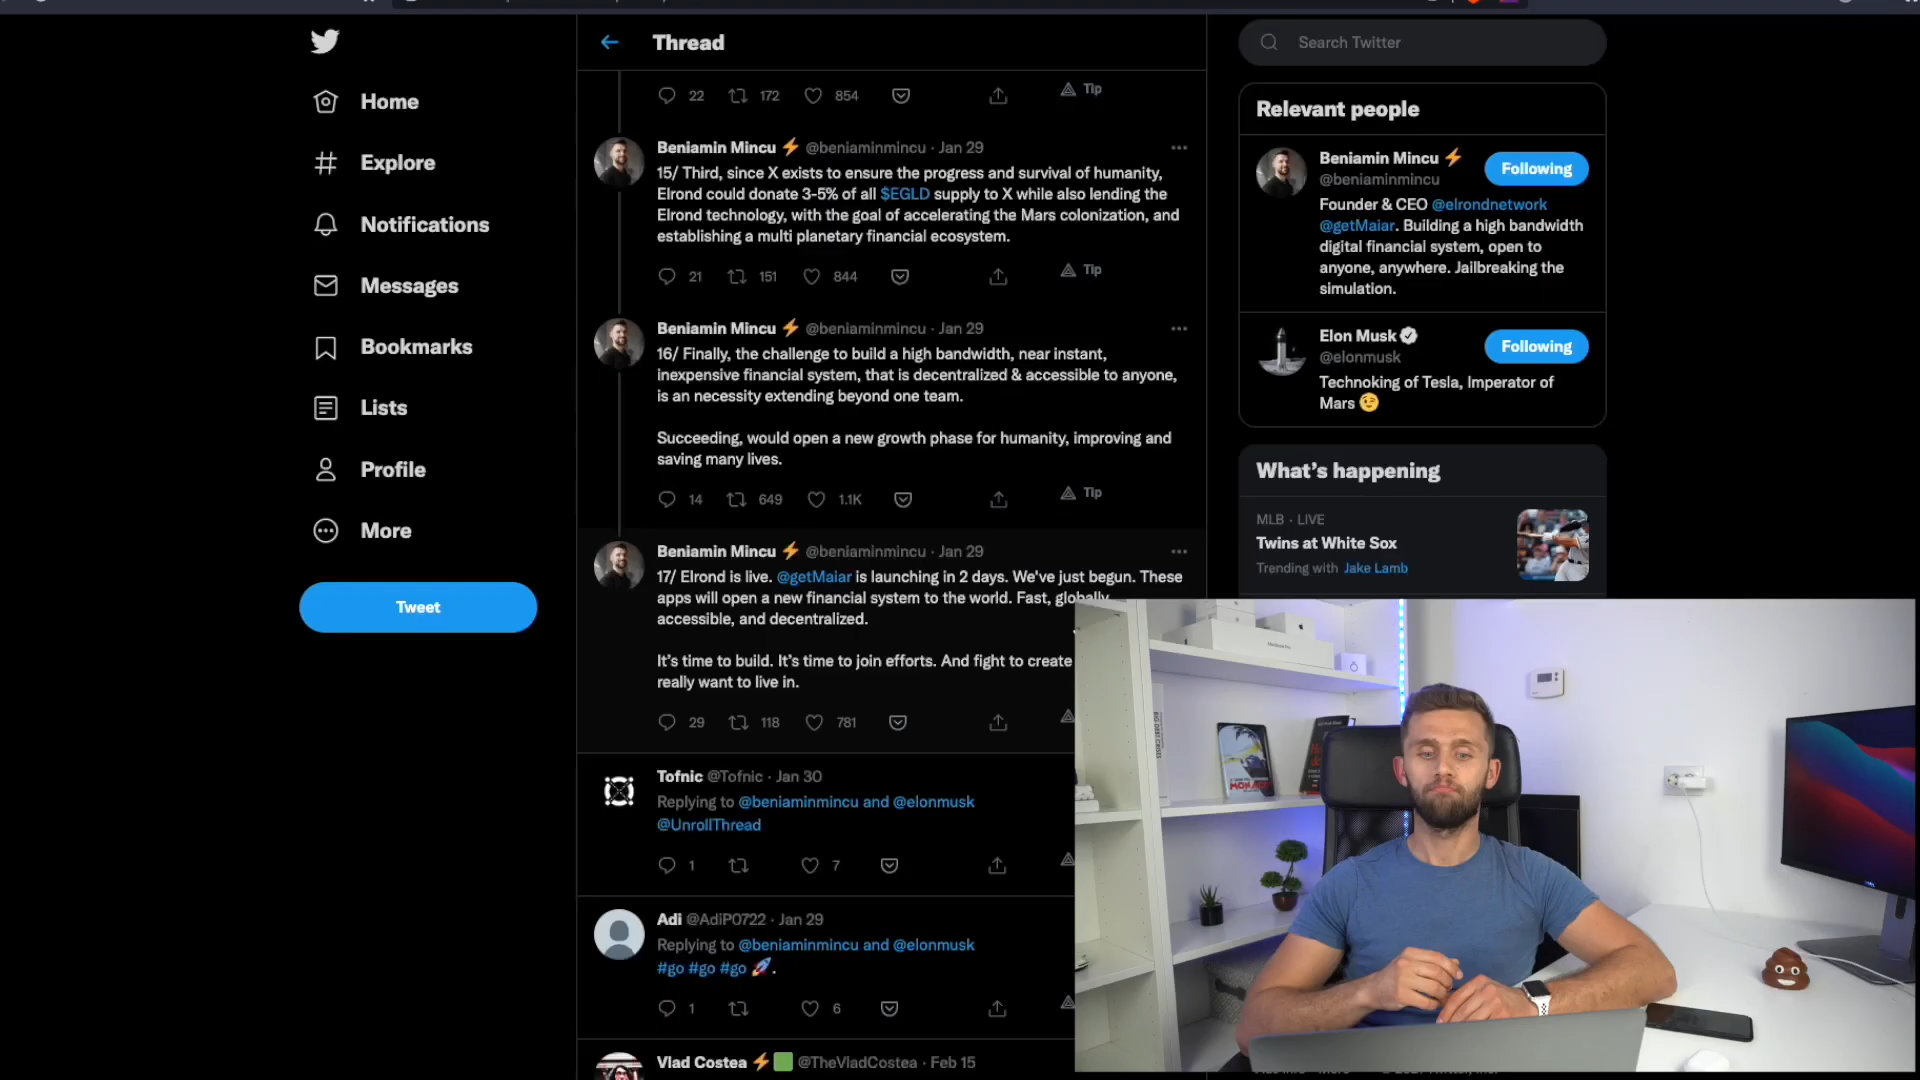 Home
Explore
Notifications
Messages
Bookmarks
Lists
Profile
More
Tweet
Thread
22 172 854 Tip
Beniamin Mincu ⚡ @beniaminmincu · Jan 29
15/ Third, since X exists to ensure the progress and survival of humanity,
Elrond could donate 3-5% of all $EGLD supply to X while also lending the
Elrond technology, with the goal of accelerating the Mars colonization, and
establishing a multi planetary financial ecosystem.
21 151 844 Tip
Beniamin Mincu ⚡ @beniaminmincu · Jan 29
16/ Finally, the challenge to build a high bandwidth, near instant,
inexpensive financial system, that is decentralized & accessible to anyone,
is an necessity extending beyond one team.
Succeeding, would open a new growth phase for humanity, improving and
saving many lives.
14 649 1.1K Tip
Beniamin Mincu ⚡ @beniaminmincu · Jan 29
17/ Elrond is live. @getMaiar is launching in 2 days. We've just begun. These
apps will open a new financial system to the world. Fast, globally
accessible, and decentralized.
It's time to build. It's time to join efforts. And fight to create
really want to live in.
29 118 781
Tofnic @Tofnic · Jan 30
Replying to @beniaminmincu and @elonmusk
@UnrollThread
1 7
Adi @AdiP0722 · Jan 29
Replying to @beniaminmincu and @elonmusk
#go #go #go 🚀.
1 6
Vlad Costea ⚡🟩 @TheVladCostea · Feb 15
Search Twitter
Relevant people
Beniamin Mincu ⚡
@beniaminmincu
Following
Founder & CEO @elrondnetwork
@getMaiar. Building a high bandwidth
digital financial system, open to
anyone, anywhere. Jailbreaking the
simulation.
Elon Musk
@elonmusk
Following
Technoking of Tesla, Imperator of
Mars 😉
What's happening
MLB · LIVE
Twins at White Sox
Trending with Jake Lamb
BIG DEBT CRISES
MONACO